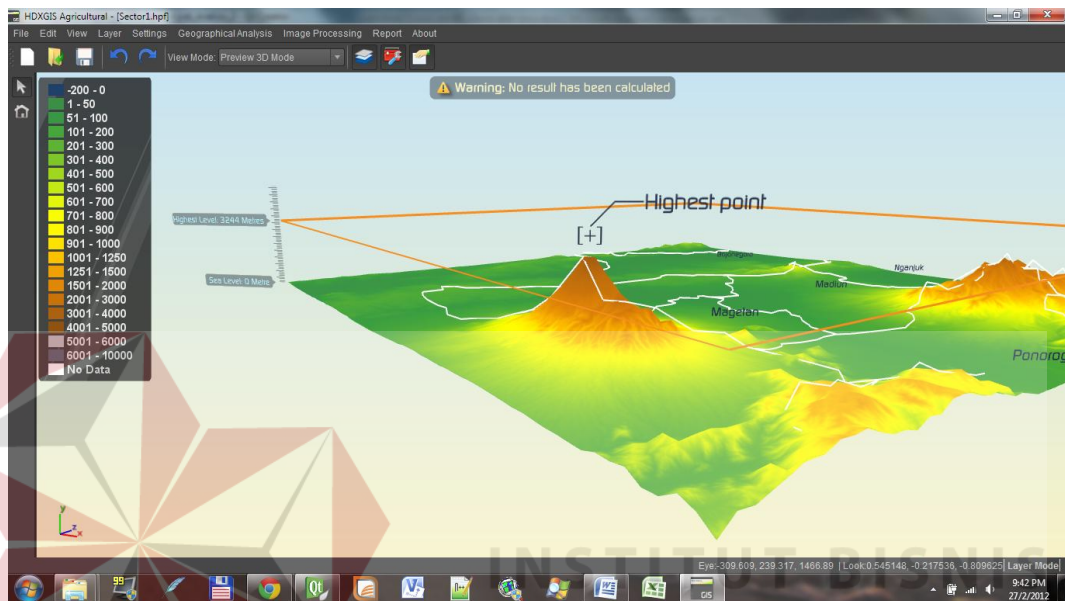 HDXGIS Agricultural - [Sector1.hpf]
File Edit View Layer Settings Geographical Analysis Image Processing Report About
View Mode: Preview 3D Mode
Warning: No result has been calculated
-200 - 0
1 - 50
51 - 100
101 - 200
201 - 300
301 - 400
401 - 500
501 - 600
601 - 700
701 - 800
801 - 900
901 - 1000
1001 - 1250
1251 - 1500
1501 - 2000
2001 - 3000
3001 - 4000
4001 - 5000
5001 - 6000
6001 - 10000
No Data
Highest Level: 3244 Metres
Sea Level: 0 Metre
Highest point
[+]
Bojonegoro
Nganjuk
Madiun
Magetan
Ponorog
y
z
x
INSTITUT BISNIS
Eye:-309.609, 239.317, 1466.89 |Look:0.545148, -0.217536, -0.809625| Layer Mode|
99
Qt
GIS
9:42 PM
27/2/2012